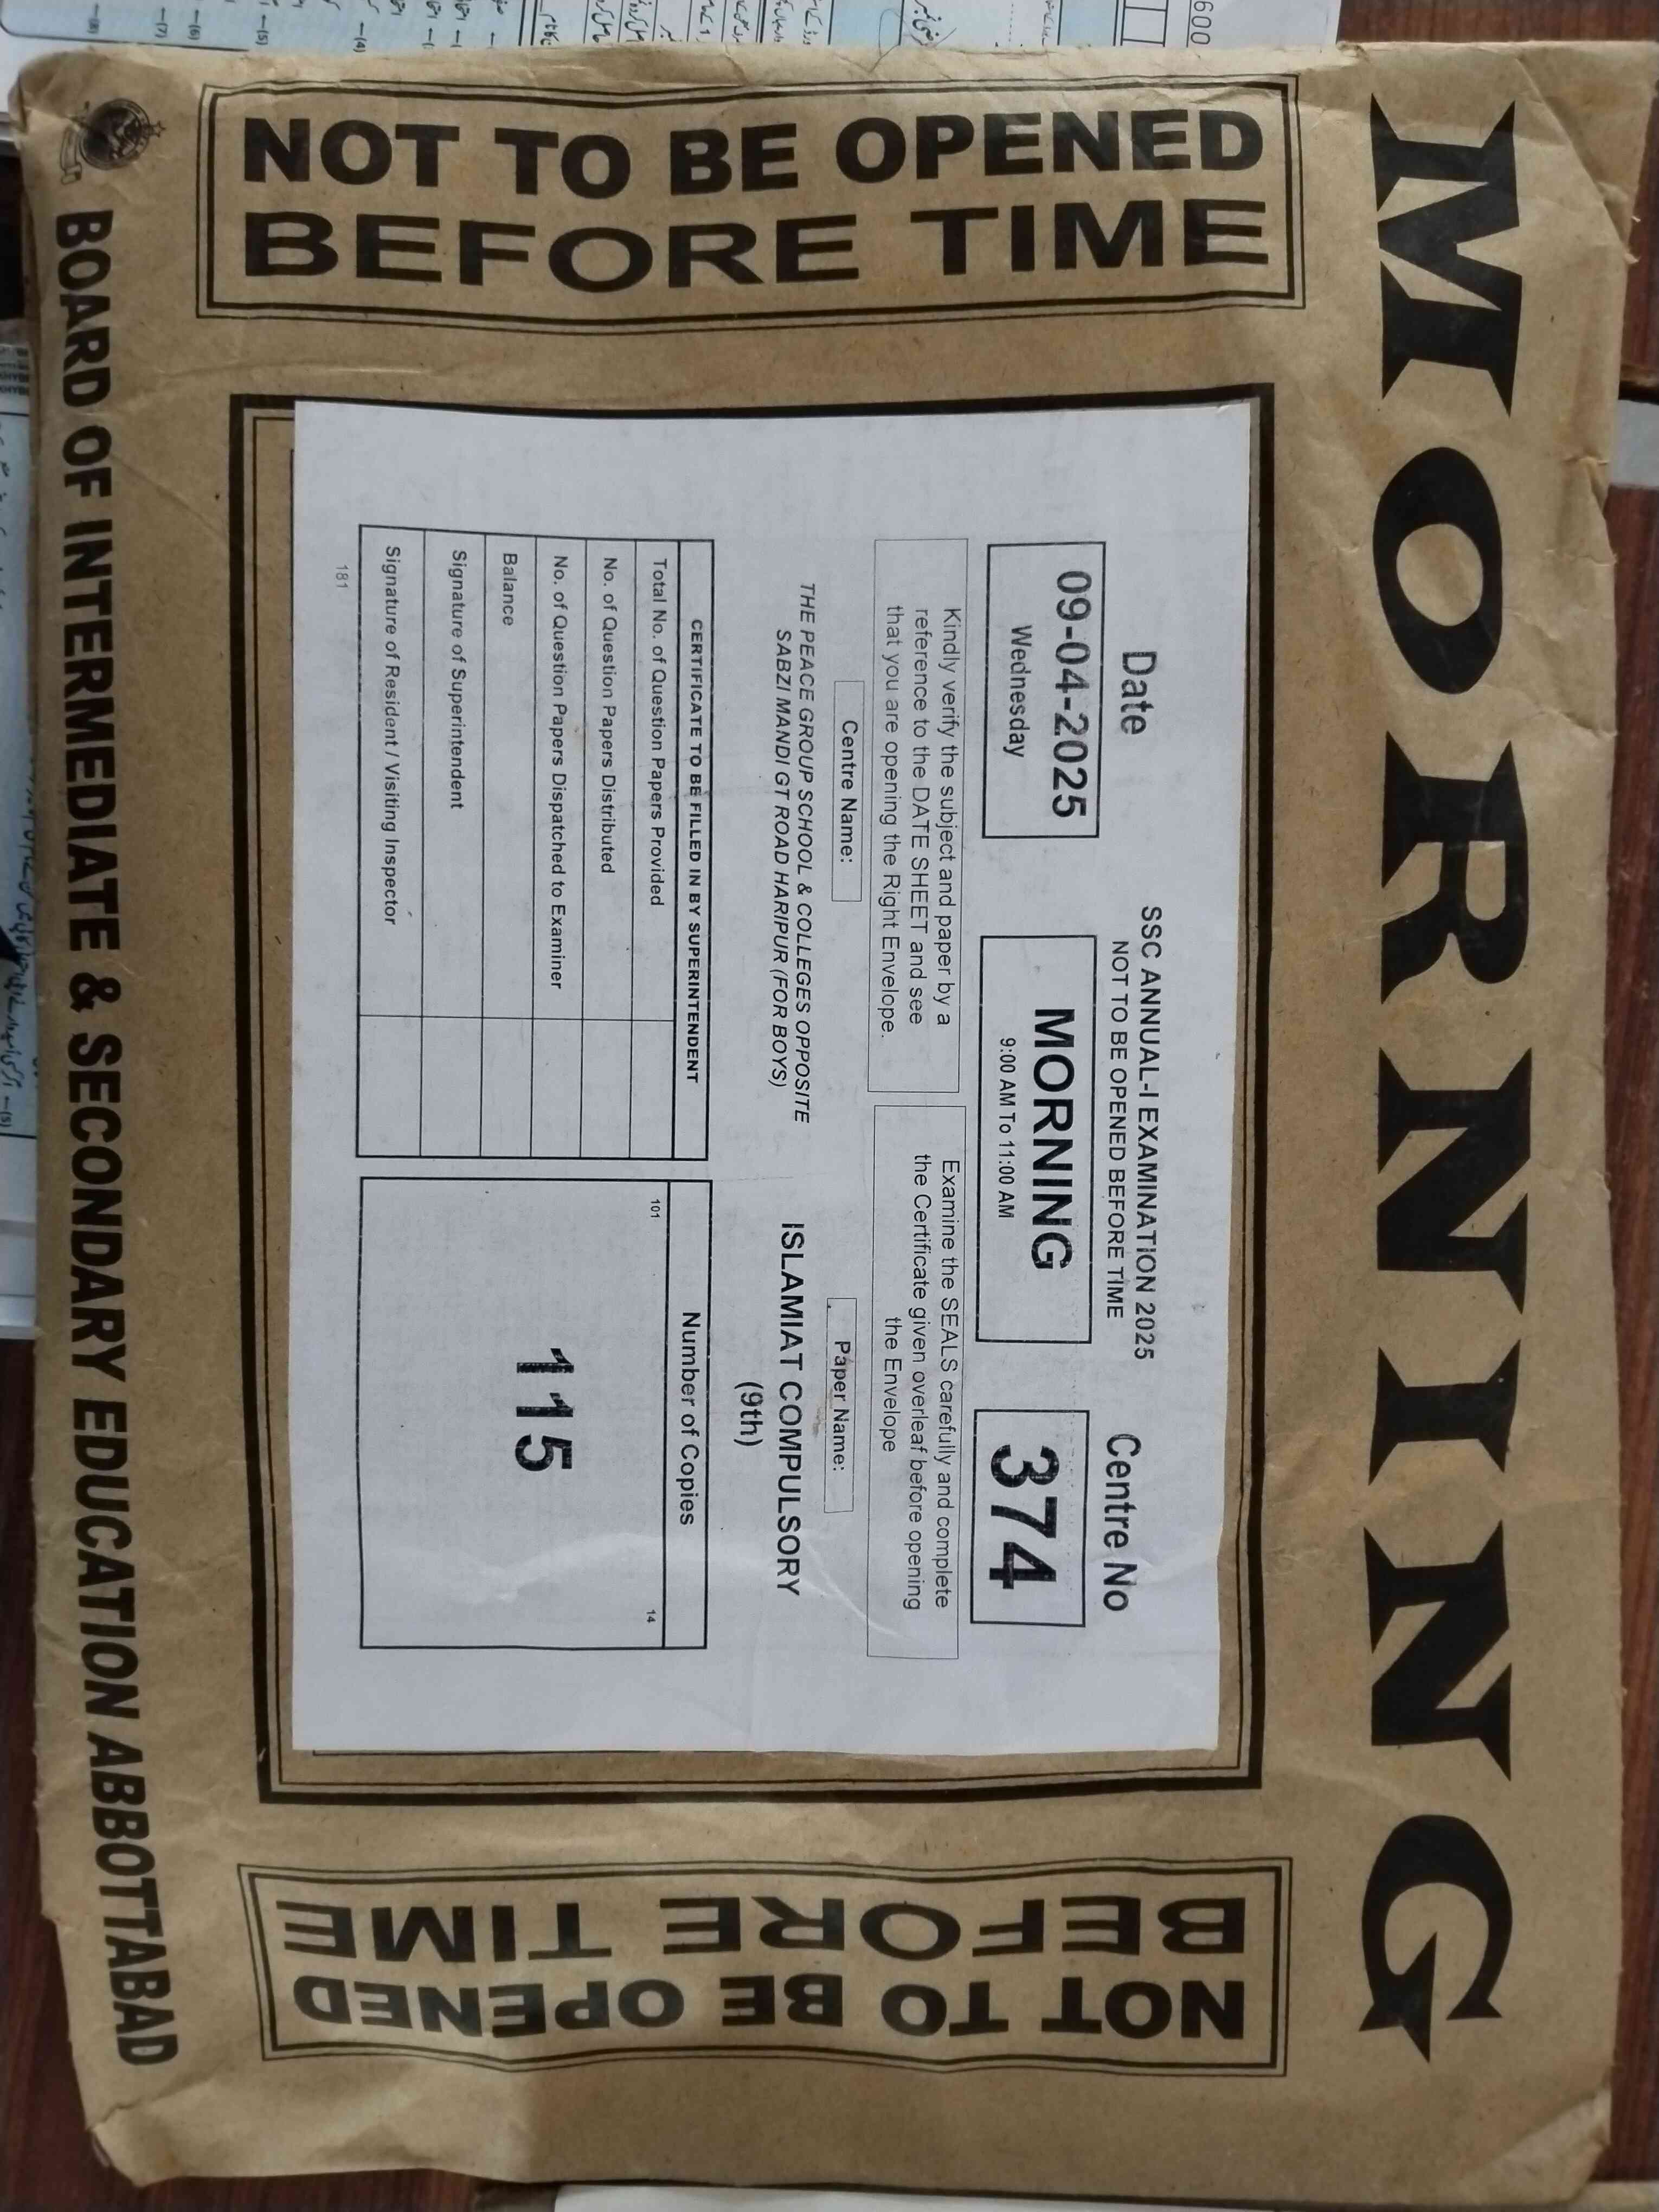 MORNING
NOT TO BE OPENED
BEFORE TIME
Date
09-04-2025
Wednesday
SSC ANNUAL-I EXAMINATION 2025
NOT TO BE OPENED BEFORE TIME
MORNING
9:00 AM To 11:00 AM
Centre No
374
Kindly verify the subject and paper by a
reference to the DATE SHEET and see
that you are opening the Right Envelope.
Examine the SEALS carefully and complete
the Certificate given overleaf before opening
the Envelope
Centre Name:
THE PEACE GROUP SCHOOL & COLLEGES OPPOSITE
SABZI MANDI GT ROAD HARIPUR (FOR BOYS)
Paper Name:
ISLAMIAT COMPULSORY
(9th)
CERTIFICATE TO BE FILLED IN BY SUPERINTENDENT
Total No. of Question Papers Provided
No. of Question Papers Distributed
No. of Question Papers Dispatched to Examiner
Balance
Signature of Superintendent
Signature of Resident / Visiting Inspector
181
Number of Copies
101
14
115
NOT TO BE OPENED
BEFORE TIME
BOARD OF INTERMEDIATE & SECONDARY EDUCATION ABBOTTABAD
600
-(4)
-(5)
-(6)
-(7)
-(8)